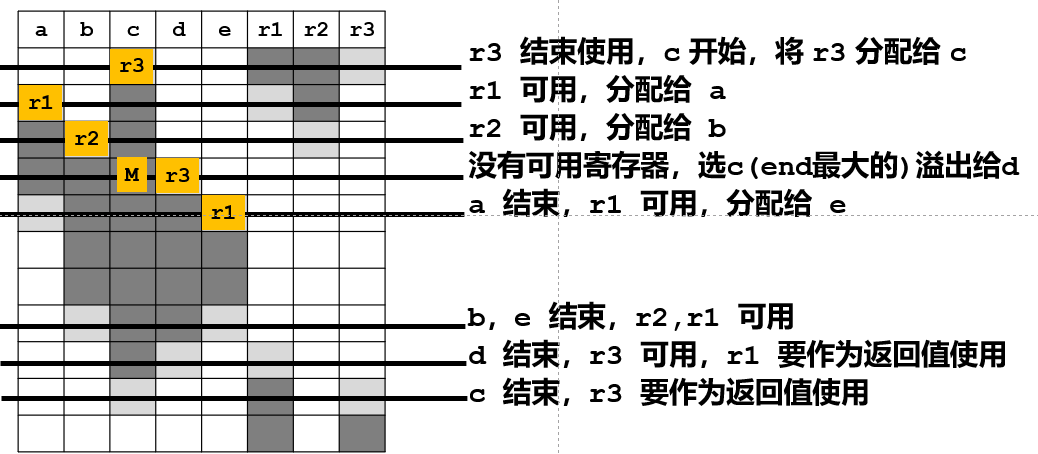 a b c d e r1 r2 r3
r3 r3 结束使用，c 开始，将 r3 分配给 c
r1 r1 可用，分配给 a
r2 r2 可用，分配给 b
M r3 没有可用寄存器，选c(end最大的)溢出给d
r1 a 结束，r1 可用，分配给 e
b，e 结束，r2,r1 可用
d 结束，r3 可用，r1 要作为返回值使用
c 结束，r3 要作为返回值使用